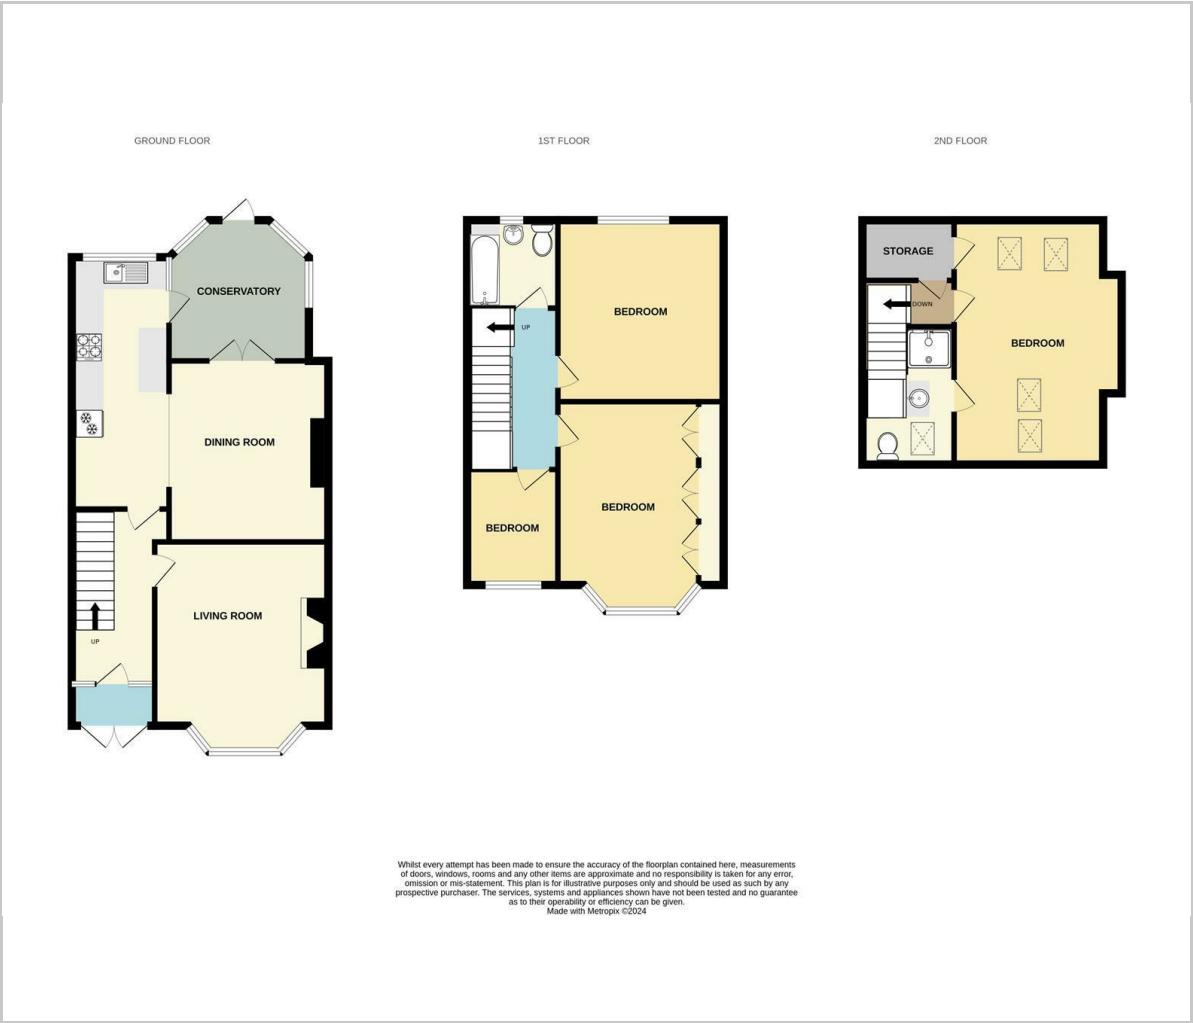 GROUND FLOOR
1ST FLOOR
2ND FLOOR
CONSERVATORY
DINING ROOM
LIVING ROOM
UP
UP
BEDROOM
BEDROOM
BEDROOM
STORAGE
DOWN
BEDROOM
Whilst every attempt has been made to ensure the accuracy of the floorplan contained here, measurements
of doors, windows, rooms and any other items are approximate and no responsibility is taken for any error,
omission or mis-statement. This plan is for illustrative purposes only and should be used as such by any
prospective purchaser. The services, systems and appliances shown have not been tested and no guarantee
as to their operability or efficiency can be given.
Made with Metropix ©2024